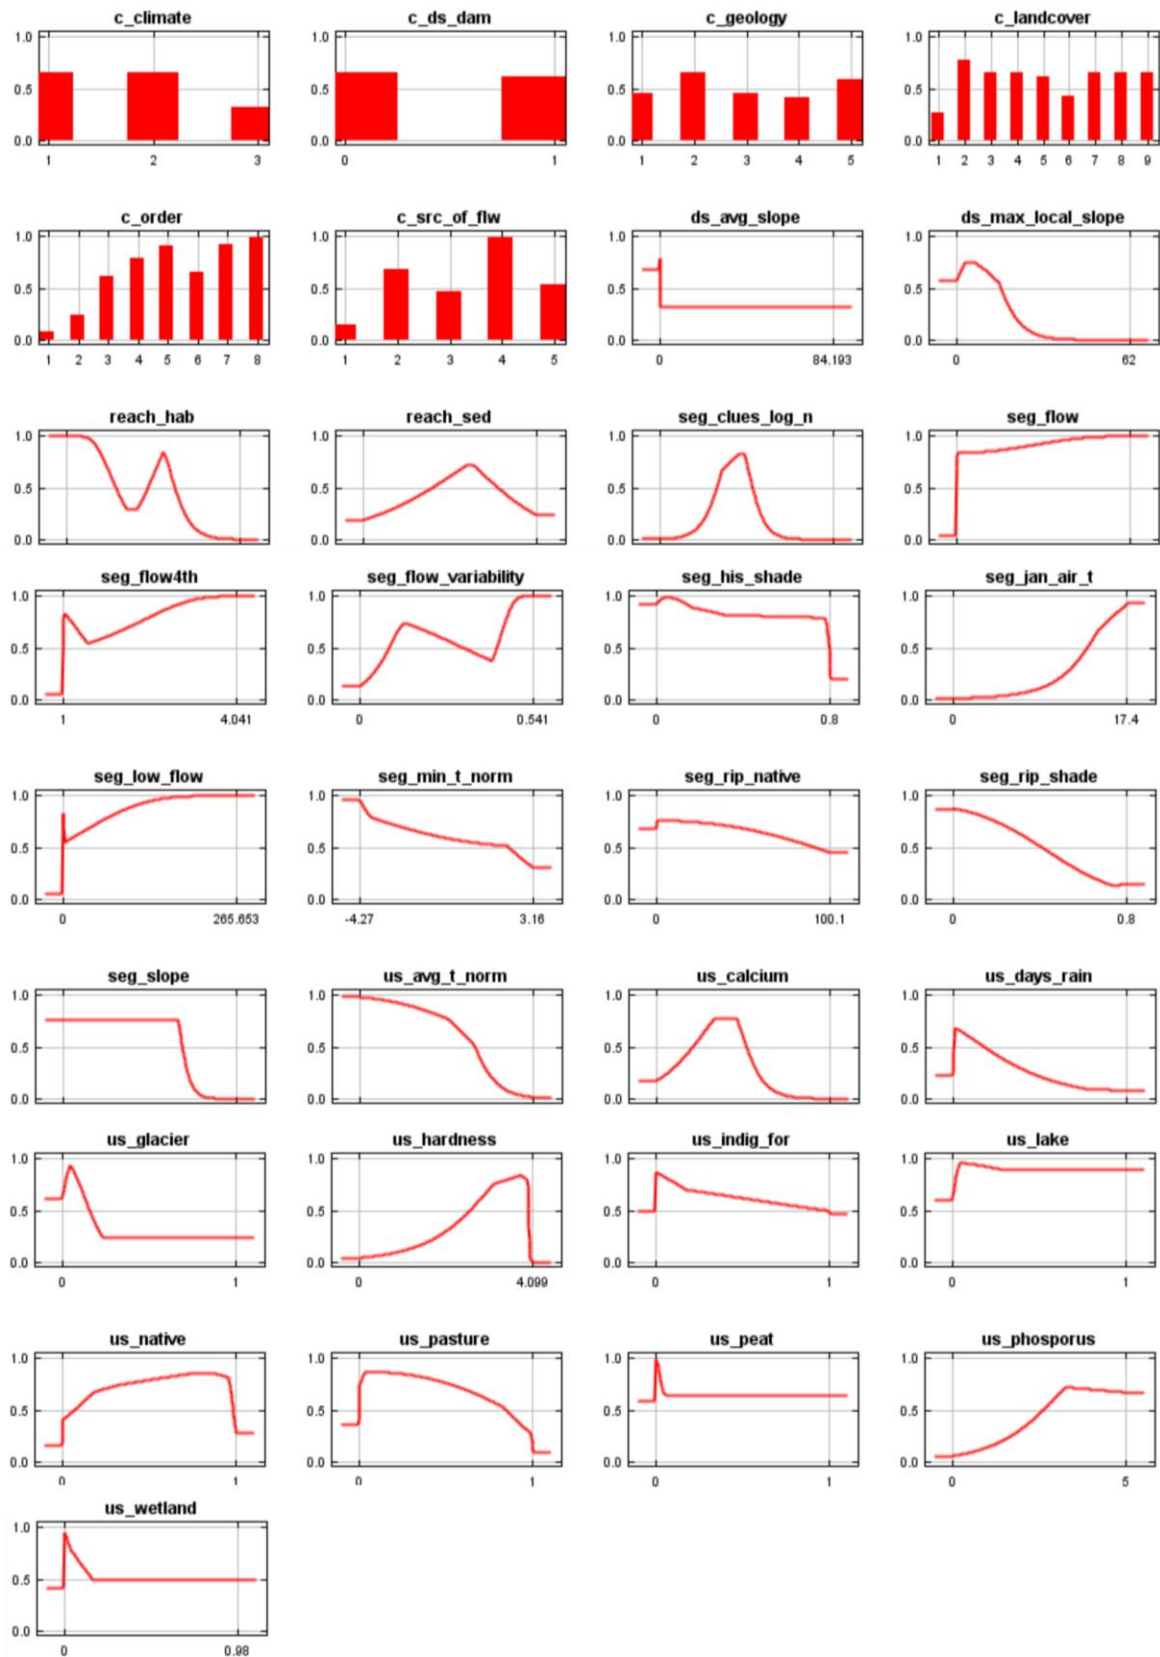 c_climate c_ds_dam c_geology c_landcover
1.0 1.0 1.0 1.0
0.5 0.5 0.5 0.5
0.0 0.0 0.0 0.0
1 2 3 0 1 1 2 3 4 5 1 2 3 4 5 6 7 8 9
c_order c_src_of_flw ds_avg_slope ds_max_local_slope
1.0 1.0 1.0 1.0
0.5 0.5 0.5 0.5
0.0 0.0 0.0 0.0
1 2 3 4 5 6 7 8 1 2 3 4 5 0 84.193 0 62
reach_hab reach_sed seg_clues_log_n seg_flow
1.0 1.0 1.0 1.0
0.5 0.5 0.5 0.5
0.0 0.0 0.0 0.0
seg_flow4th seg_flow_variability seg_his_shade seg_jan_air_t
1.0 1.0 1.0 1.0
0.5 0.5 0.5 0.5
0.0 0.0 0.0 0.0
1 4.041 0 0.541 0 0.8 0 17.4
seg_low_flow seg_min_t_norm seg_rip_native seg_rip_shade
1.0 1.0 1.0 1.0
0.5 0.5 0.5 0.5
0.0 0.0 0.0 0.0
0 265.653 -4.27 3.16 0 100.1 0 0.8
seg_slope us_avg_t_norm us_calcium us_days_rain
1.0 1.0 1.0 1.0
0.5 0.5 0.5 0.5
0.0 0.0 0.0 0.0
us_glacier us_hardness us_indig_for us_lake
1.0 1.0 1.0 1.0
0.5 0.5 0.5 0.5
0.0 0.0 0.0 0.0
0 1 0 4.099 0 1 0 1
us_native us_pasture us_peat us_phosporus
1.0 1.0 1.0 1.0
0.5 0.5 0.5 0.5
0.0 0.0 0.0 0.0
0 1 0 1 0 1 0 5
us_wetland
1.0
0.5
0.0
0 0.98